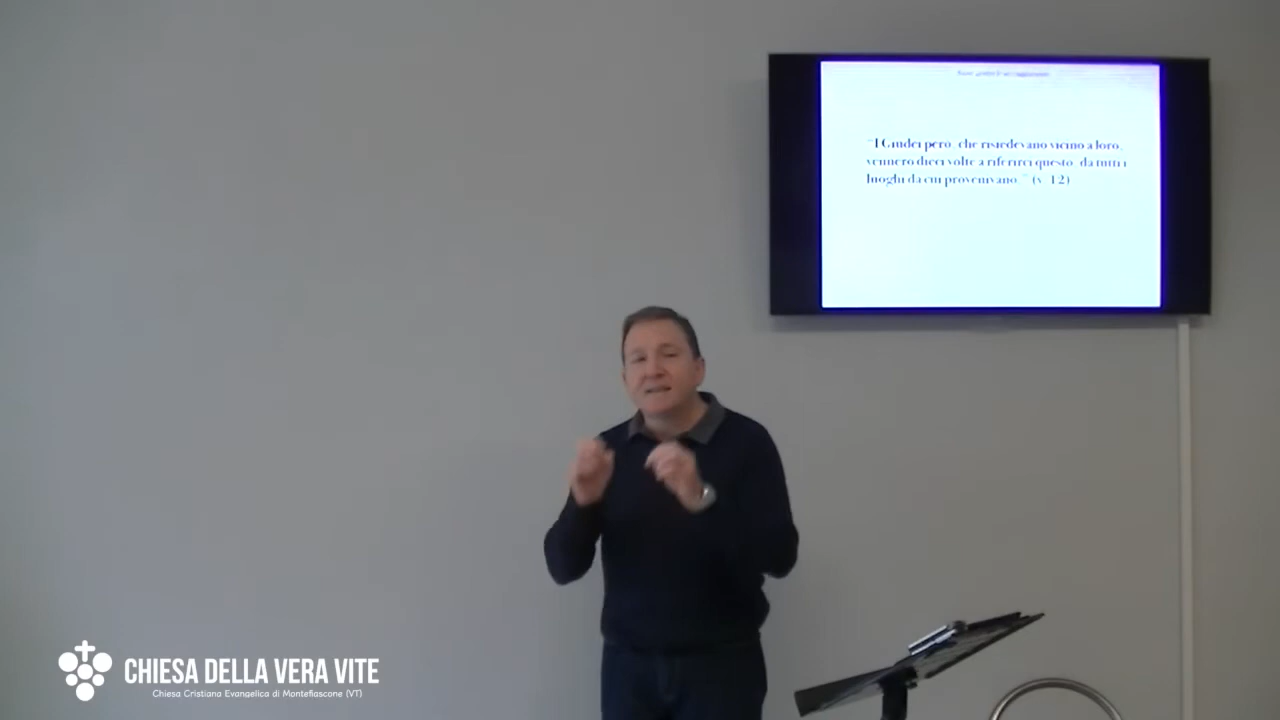 “I Giudei però, che risiedevano vicino a loro,
vennero dieci volte a riferirci questo, da tutti i
luoghi da cui provenivano.” (v. 12)
CHIESA DELLA VERA VITE
Chiesa Cristiana Evangelica di Montefiascone (VT)